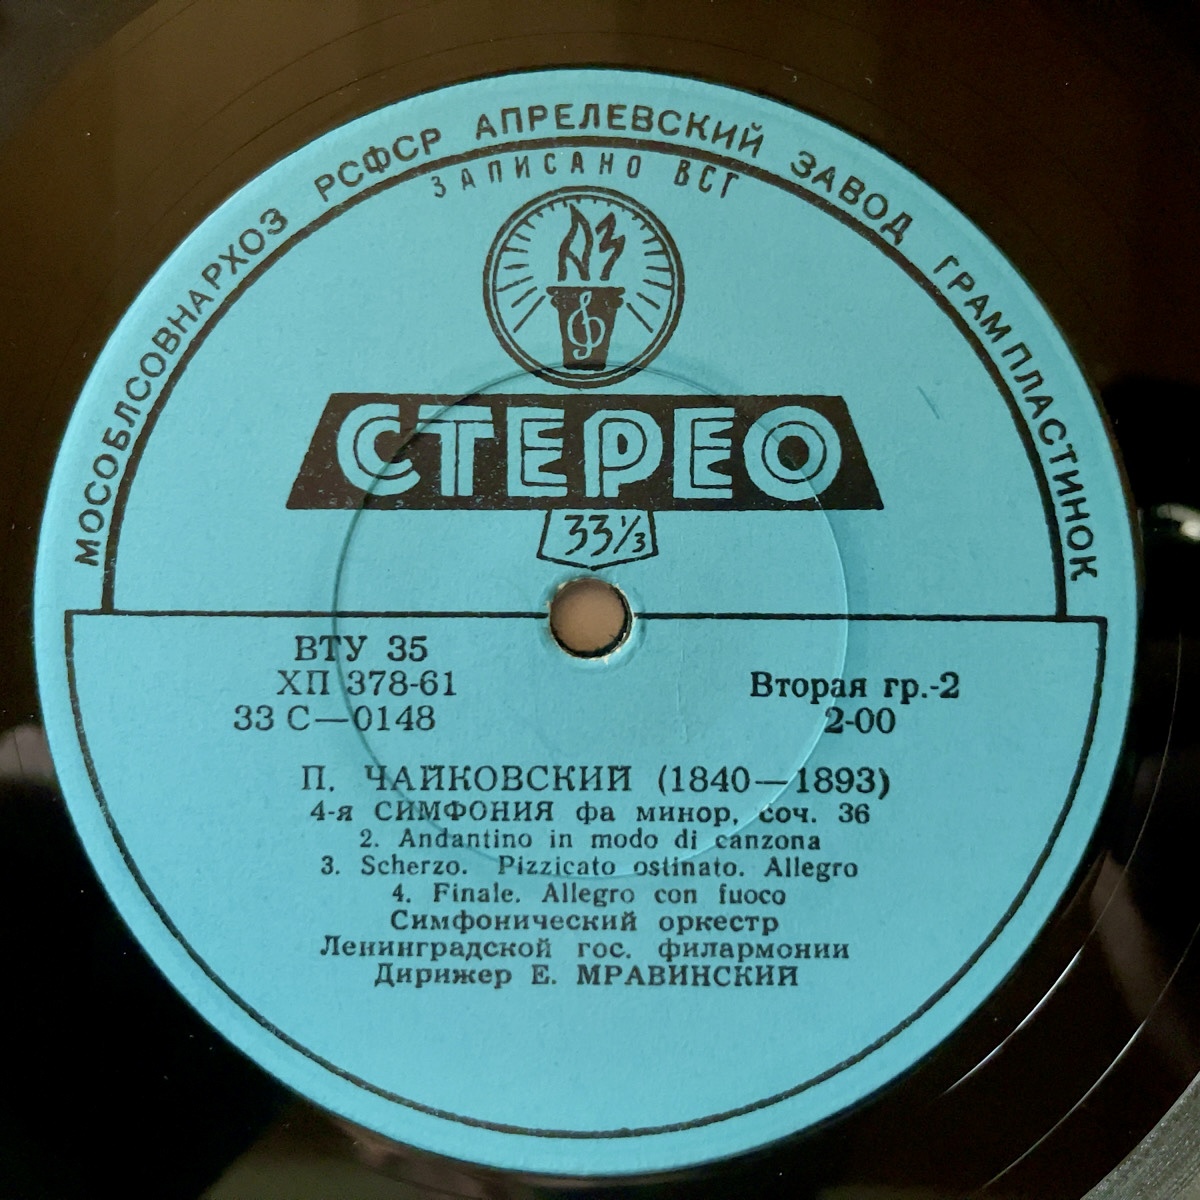 МОСОБЛСОВНАРХОЗ РСФСР АПРЕЛЕВСКИЙ ЗАВОД ГРАМПЛАСТИНОК
ЗАПИСАНО ВСГ
АЗ
СТЕРЕО
33⅓
ВТУ 35
ХП 378-61
33 С—0148
Вторая гр.-2
2-00
П. ЧАЙКОВСКИЙ (1840—1893)
4-я СИМФОНИЯ фа минор, соч. 36
2. Andantino in modo di canzona
3. Scherzo. Pizzicato ostinato. Allegro
4. Finale. Allegro con fuoco
Симфонический оркестр
Ленинградской гос. филармонии
Дирижер Е. МРАВИНСКИЙ